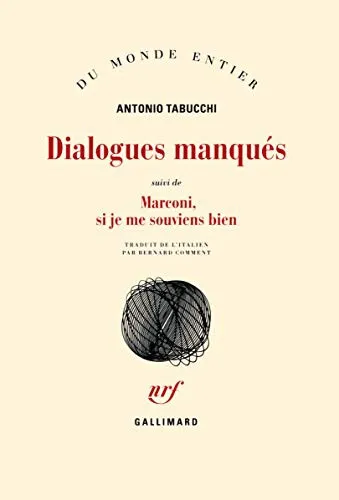 DU MONDE ENTIER
ANTONIO TABUCCHI
Dialogues manqués
suivi de
Marconi,
si je me souviens bien
TRADUIT DE L'ITALIEN
PAR BERNARD COMMENT
nrf
GALLIMARD